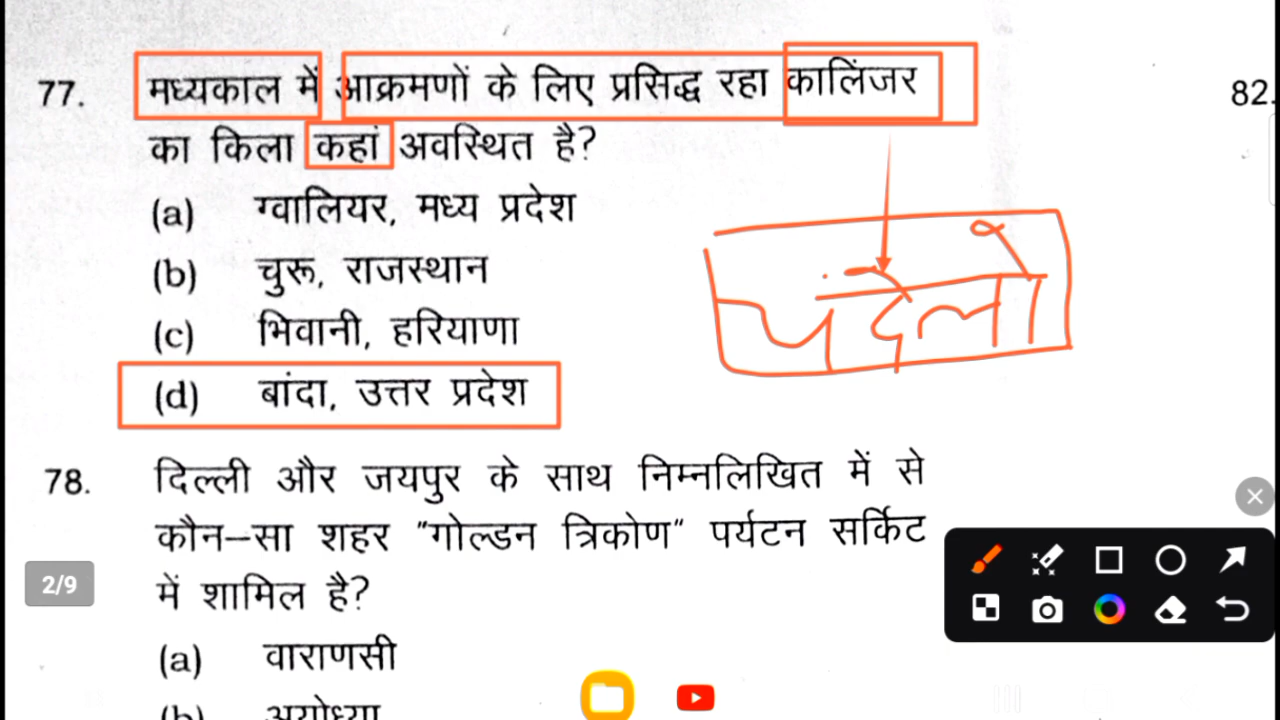 77. मध्यकाल में आक्रमणों के लिए प्रसिद्ध रहा कालिंजर
का किला कहां अवस्थित है?
(a) ग्वालियर, मध्य प्रदेश
(b) चुरू, राजस्थान
(c) भिवानी, हरियाणा
(d) बांदा, उत्तर प्रदेश
चंदेलों
78. दिल्ली और जयपुर के साथ निम्नलिखित में से
कौन–सा शहर "गोल्डन त्रिकोण" पर्यटन सर्किट
में शामिल है?
(a) वाराणसी
(b) अयोध्या
82.
2/9